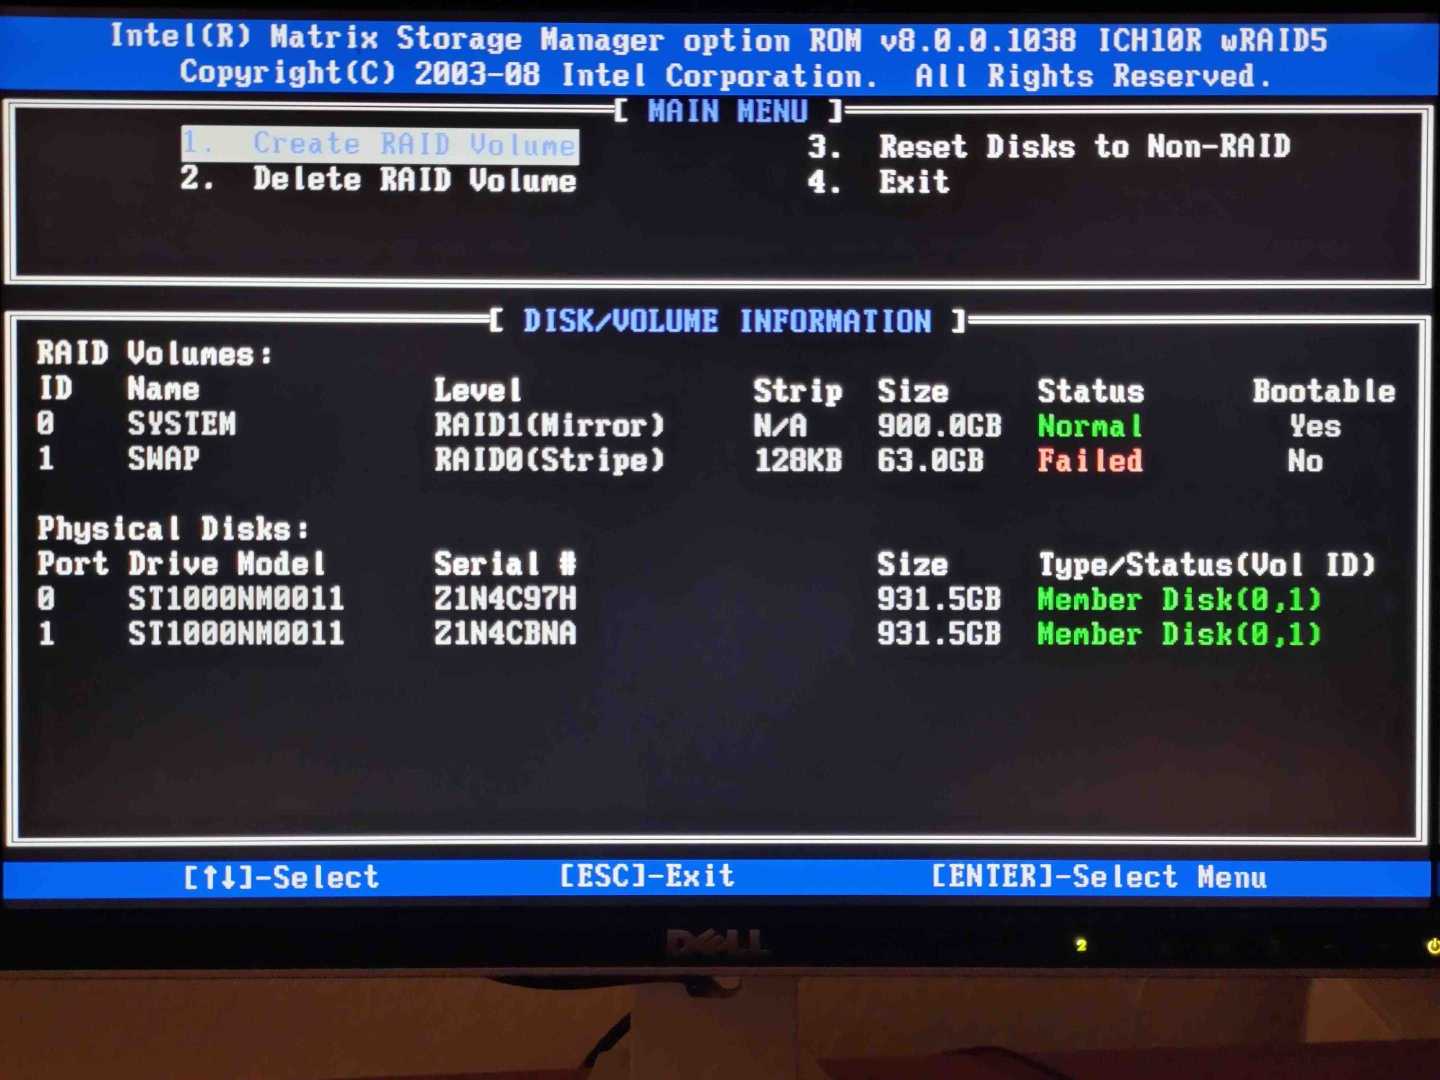 Intel(R) Matrix Storage Manager option ROM v8.0.0.1038 ICH10R wRAID5
Copyright(C) 2003-08 Intel Corporation. All Rights Reserved.
[ MAIN MENU ]
1. Create RAID Volume
2. Delete RAID Volume
3. Reset Disks to Non-RAID
4. Exit
[ DISK/VOLUME INFORMATION ]
RAID Volumes:
ID Name Level Strip Size Status Bootable
0 SYSTEM RAID1(Mirror) N/A 900.0GB Normal Yes
1 SWAP RAID0(Stripe) 128KB 63.0GB Failed No
Physical Disks:
Port Drive Model Serial # Size Type/Status(Vol ID)
0 ST1000NM0011 Z1N4C97H 931.5GB Member Disk(0,1)
1 ST1000NM0011 Z1N4CBNA 931.5GB Member Disk(0,1)
[↑↓]-Select [ESC]-Exit [ENTER]-Select Menu
DELL
2